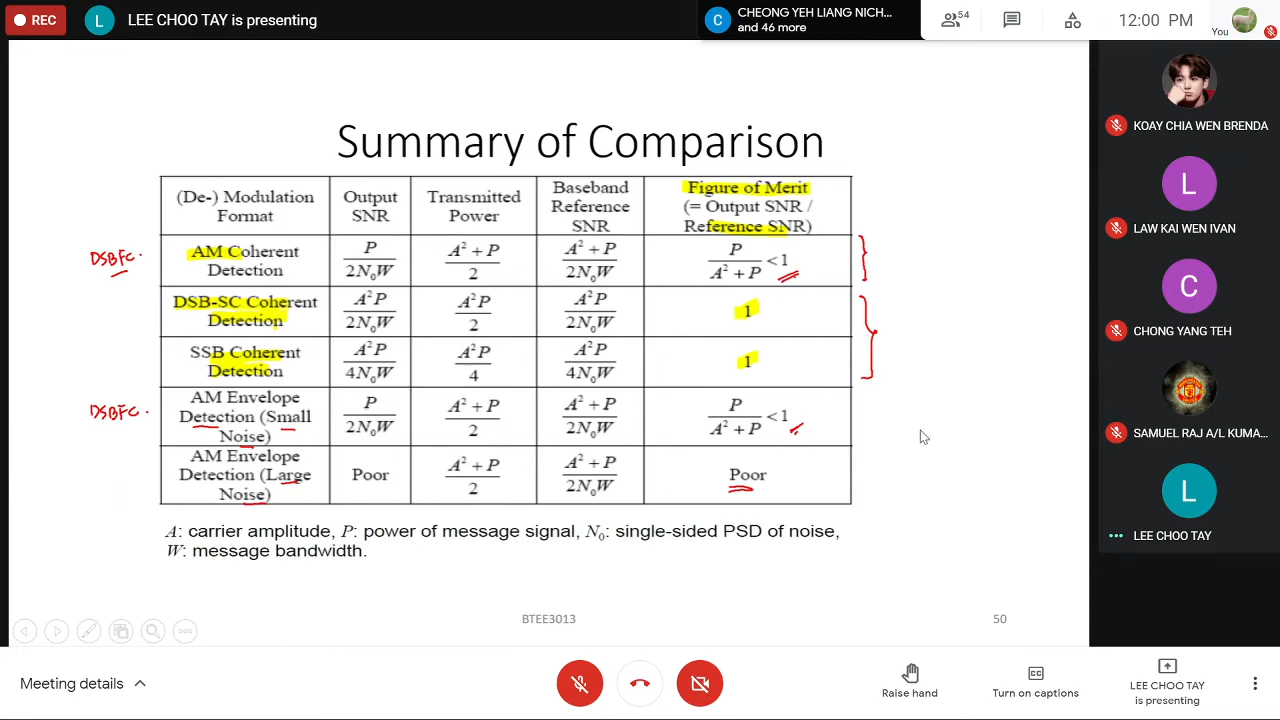 REC
L
LEE CHOO TAY is presenting
C
CHEONG YEH LIANG NICH...
and 46 more
54
12:00 PM
You
Summary of Comparison
(De-) Modulation Format
Output SNR
Transmitted Power
Baseband Reference SNR
Figure of Merit (= Output SNR / Reference SNR)
DSBFC.
AM Coherent Detection
P / 2N₀W
A² + P / 2
A² + P / 2N₀W
P / A² + P < 1
DSB-SC Coherent Detection
A²P / 2N₀W
A²P / 2
A²P / 2N₀W
1
SSB Coherent Detection
A²P / 4N₀W
A²P / 4
A²P / 4N₀W
1
DSBFC.
AM Envelope Detection (Small Noise)
P / 2N₀W
A² + P / 2
A² + P / 2N₀W
P / A² + P < 1
AM Envelope Detection (Large Noise)
Poor
A² + P / 2
A² + P / 2N₀W
Poor
A: carrier amplitude, P: power of message signal, N₀: single-sided PSD of noise,
W: message bandwidth.
BTEE3013
50
KOAY CHIA WEN BRENDA
L
LAW KAI WEN IVAN
C
CHONG YANG TEH
SAMUEL RAJ A/L KUMA...
L
LEE CHOO TAY
Meeting details
Raise hand
CC
Turn on captions
LEE CHOO TAY
is presenting